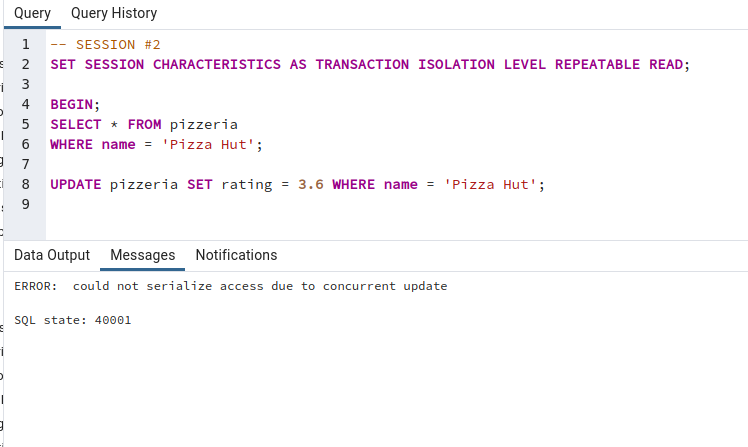 Query Query History
1 -- SESSION #2
2 SET SESSION CHARACTERISTICS AS TRANSACTION ISOLATION LEVEL REPEATABLE READ;
3
4 BEGIN;
5 SELECT * FROM pizzeria
6 WHERE name = 'Pizza Hut';
7
8 UPDATE pizzeria SET rating = 3.6 WHERE name = 'Pizza Hut';
9
Data Output Messages Notifications
ERROR:  could not serialize access due to concurrent update
SQL state: 40001